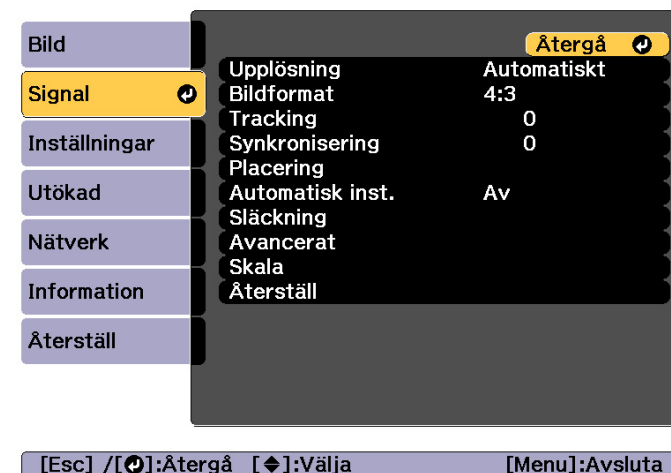 Bild
Signal
Inställningar
Utökad
Nätverk
Information
Återställ
Återgå
Upplösning Automatiskt
Bildformat 4:3
Tracking 0
Synkronisering 0
Placering
Automatisk inst. Av
Släckning
Avancerat
Skala
Återställ
[Esc] /[⏎]:Återgå [◆]:Välja [Menu]:Avsluta